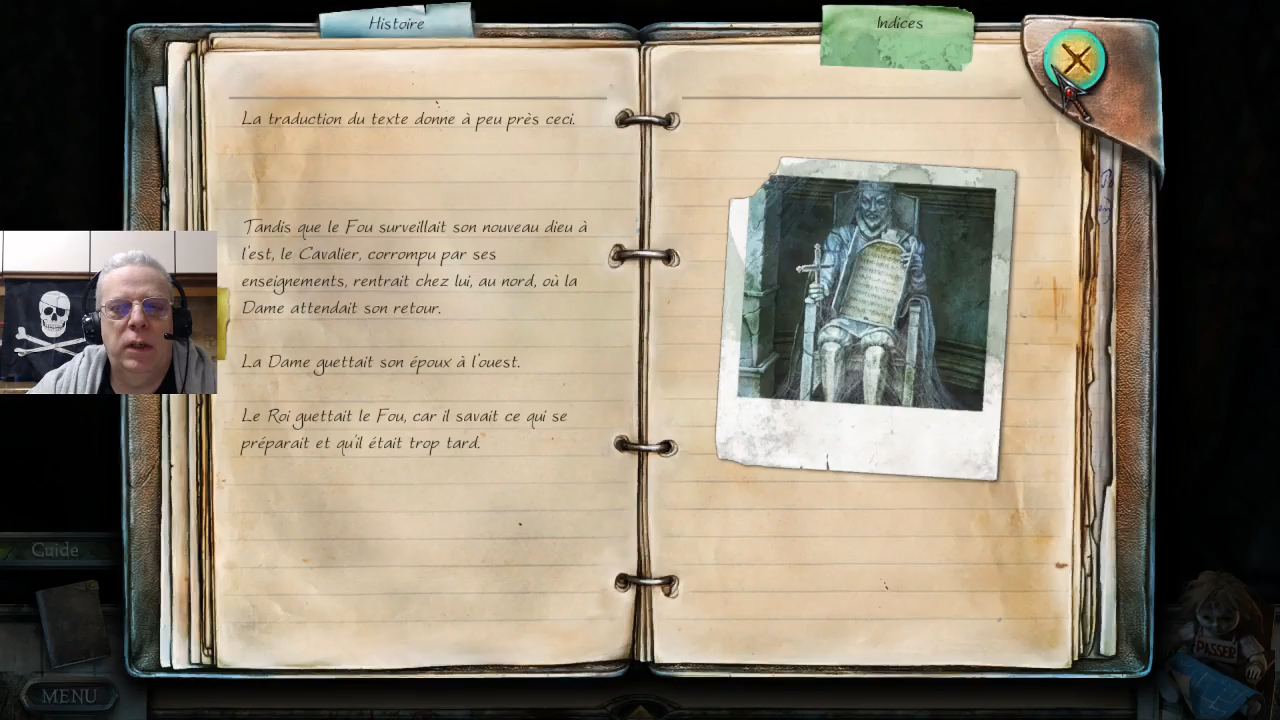 Histoire
Indices
La traduction du texte donne à peu près ceci.
Tandis que le Fou surveillait son nouveau dieu à
l'est, le Cavalier, corrompu par ses
enseignements, rentrait chez lui, au nord, où la
Dame attendait son retour.
La Dame guettait son époux à l'ouest.
Le Roi guettait le Fou, car il savait ce qui se
préparait et qu'il était trop tard.
Guide
MENU
PASSER